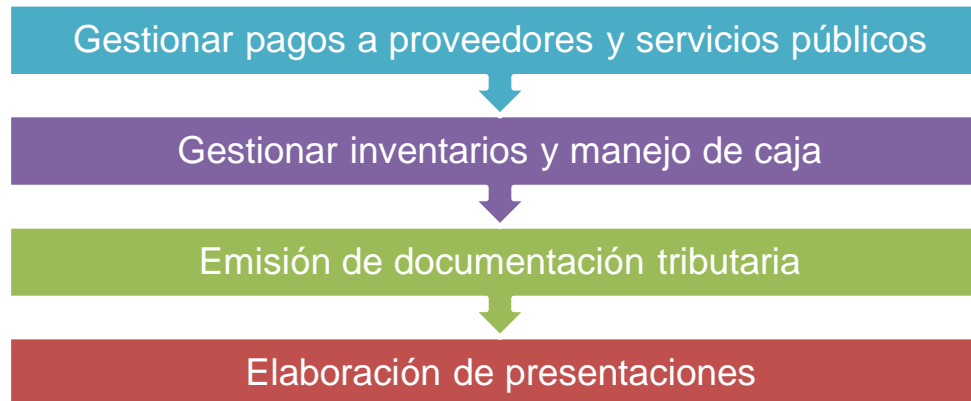 Gestionar pagos a proveedores y servicios públicos
Gestionar inventarios y manejo de caja
Emisión de documentación tributaria
Elaboración de presentaciones